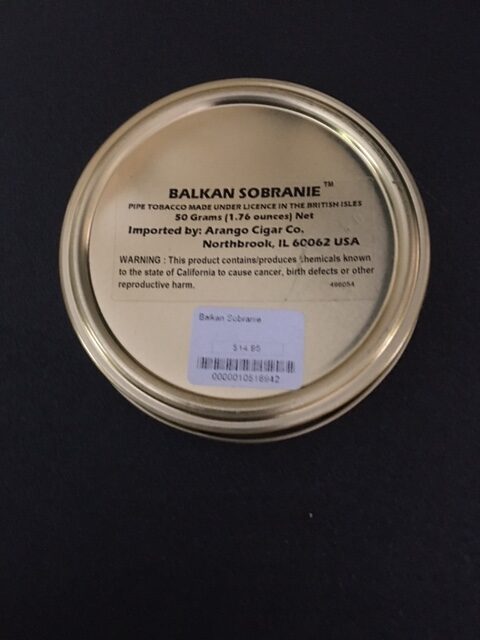 BALKAN SOBRANIE™
PIPE TOBACCO MADE UNDER LICENCE IN THE BRITISH ISLES
50 Grams (1.76 ounces) Net
Imported by: Arango Cigar Co.
Northbrook, IL 60062 USA
WARNING : This product contains/produces chemicals known
to the state of California to cause cancer, birth defects or other
reproductive harm.
496054
Balkan Sobranie
$14.95
0000010516942